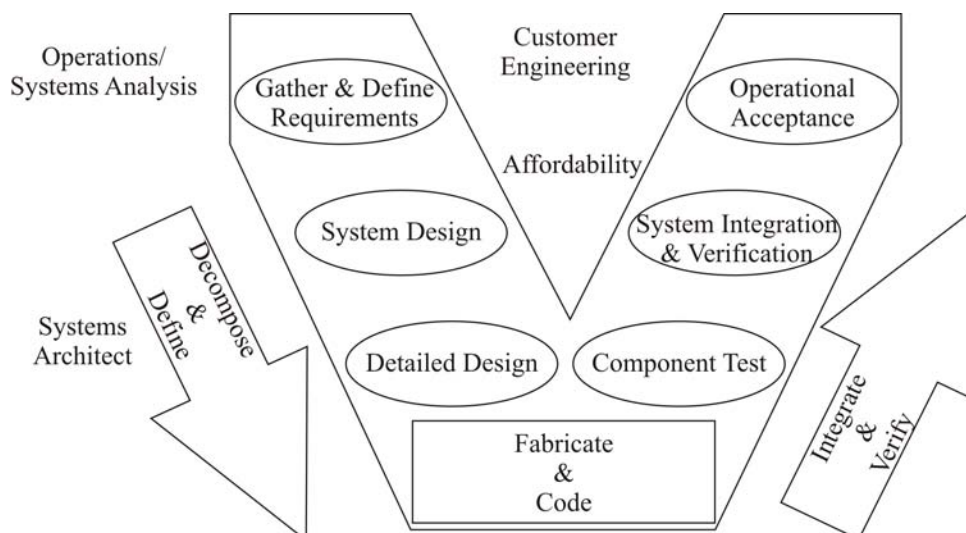 Operations/
Systems Analysis
Customer
Engineering
Gather & Define
Requirements
Operational
Acceptance
Affordability
System Design
System Integration
& Verification
Decompose
&
Define
Systems
Architect
Detailed Design
Component Test
Integrate
&
Verify
Fabricate
&
Code